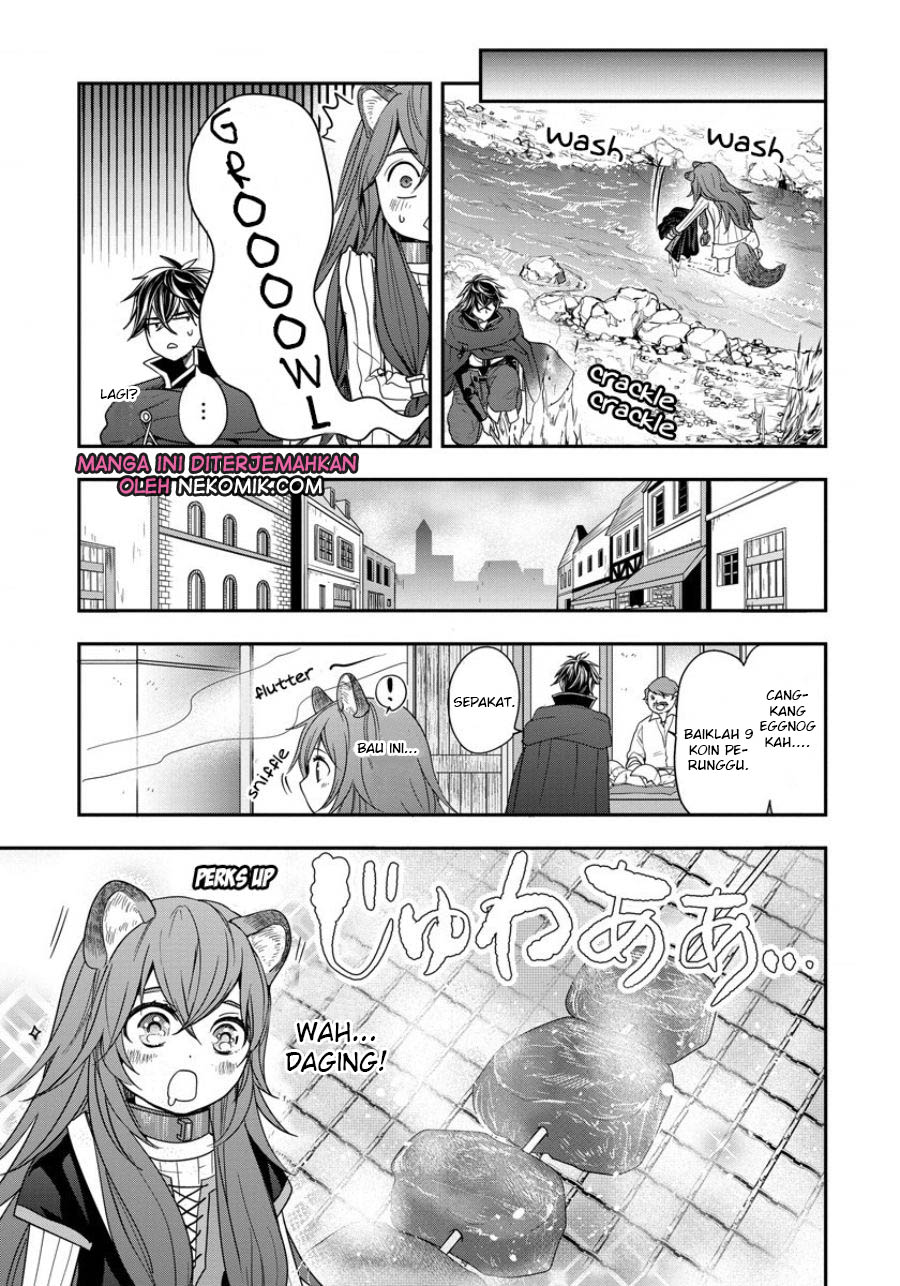 wash
wash
crackle
crackle
GROOOOWL
...
LAGI?
MANGA INI DITERJEMAHKAN
OLEH NEKOMIK.COM
CANG-
KANG
EGGNOG
KAH....
BAIKLAH 9
KOIN PE-
RUNGGU.
SEPAKAT.
!
BAU INI...
flutter
sniffle
じゅわああ...
PERKS UP
WAH...
DAGING!